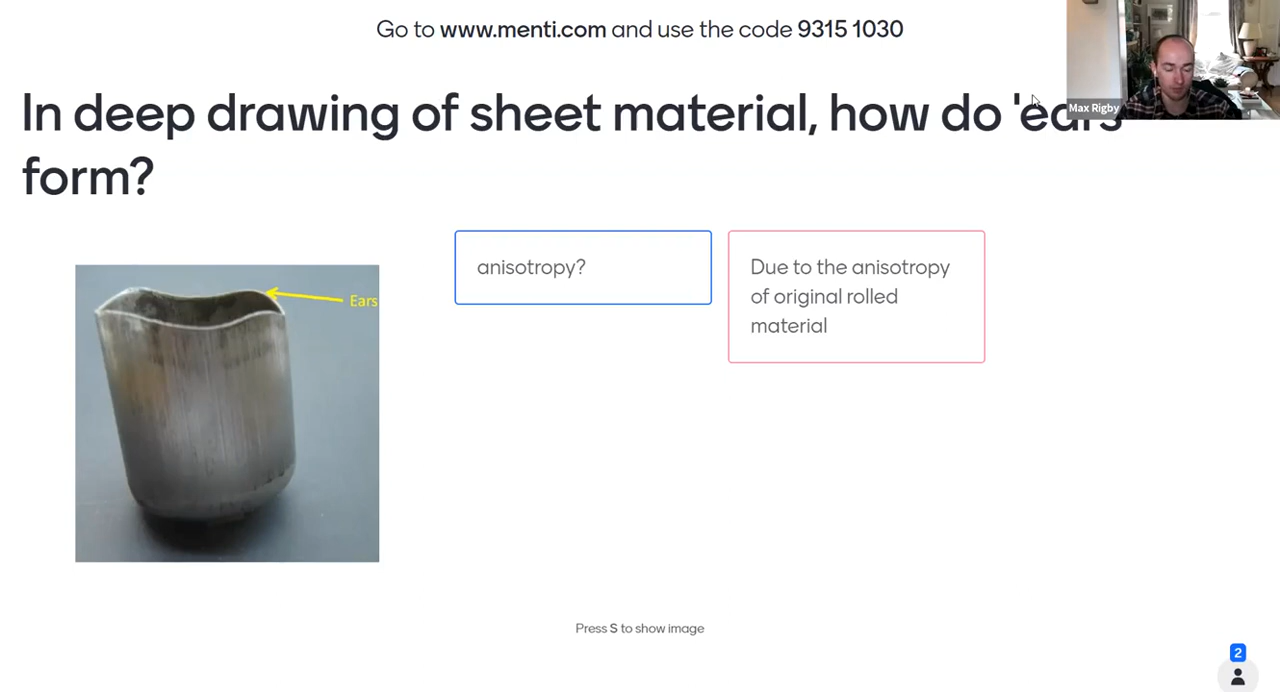 Go to www.menti.com and use the code 9315 1030
In deep drawing of sheet material, how do 'ears
form?
Max Rigby
anisotropy?
Due to the anisotropy
of original rolled
material
Ears
Press S to show image
2